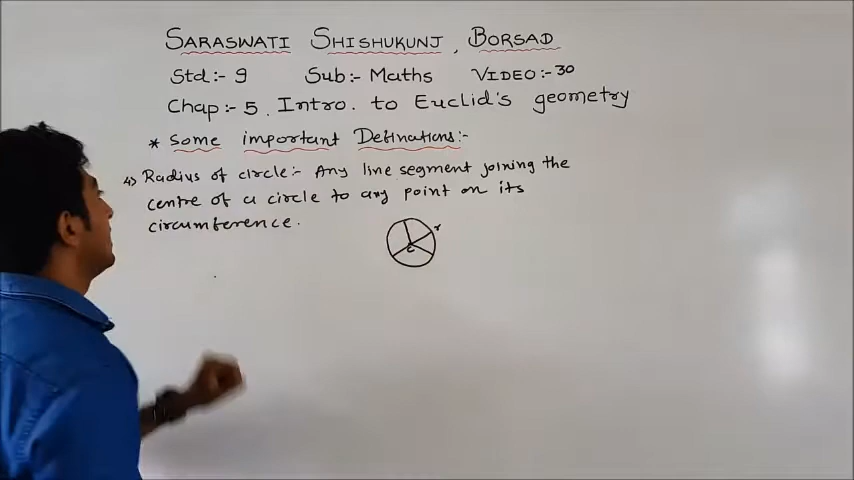 SARASWATI SHISHUKUNJ, BORSAD
Std:- 9 Sub:- Maths VIDEO:-30
Chap:- 5. Intro. to Euclid's geometry
* Some important Definations:-
4) Radius of circle:- Any line segment joining the
centre of a circle to any point on its
circumference.
r
c